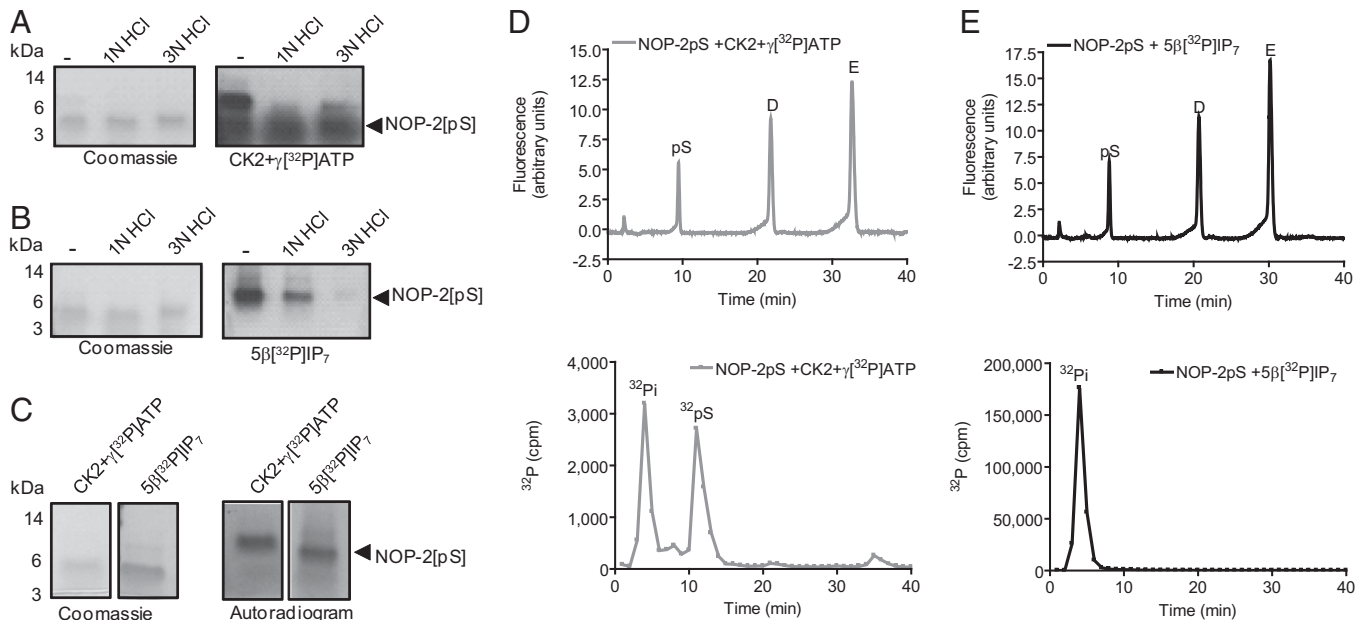 A
kDa
-
1N HCl
3N HCl
-
1N HCl
3N HCl
14
6
3
NOP-2[pS]
Coomassie
CK2+γ[³²P]ATP
B
kDa
-
1N HCl
3N HCl
-
1N HCl
3N HCl
14
6
3
NOP-2[pS]
Coomassie
5β[³²P]IP₇
C
kDa
CK2+γ[³²P]ATP
5β[³²P]IP₇
CK2+γ[³²P]ATP
5β[³²P]IP₇
14
6
3
NOP-2[pS]
Coomassie
Autoradiogram
D
NOP-2pS +CK2+γ[³²P]ATP
Fluorescence
(arbitrary units)
15.0
12.5
10.0
7.5
5.0
2.5
0.0
-2.5
pS
D
E
0
10
20
30
40
Time (min)
NOP-2pS +CK2+γ[³²P]ATP
³²P (cpm)
4,000
3,000
2,000
1,000
0
³²Pi
³²pS
0
10
20
30
40
Time (min)
E
NOP-2pS + 5β[³²P]IP₇
Fluorescence
(arbitrary units)
17.5
15.0
12.5
10.0
7.5
5.0
2.5
0.0
-2.5
pS
D
E
0
10
20
30
40
Time (min)
NOP-2pS +5β[³²P]IP₇
³²P (cpm)
200,000
150,000
100,000
50,000
0
³²Pi
0
10
20
30
40
Time (min)